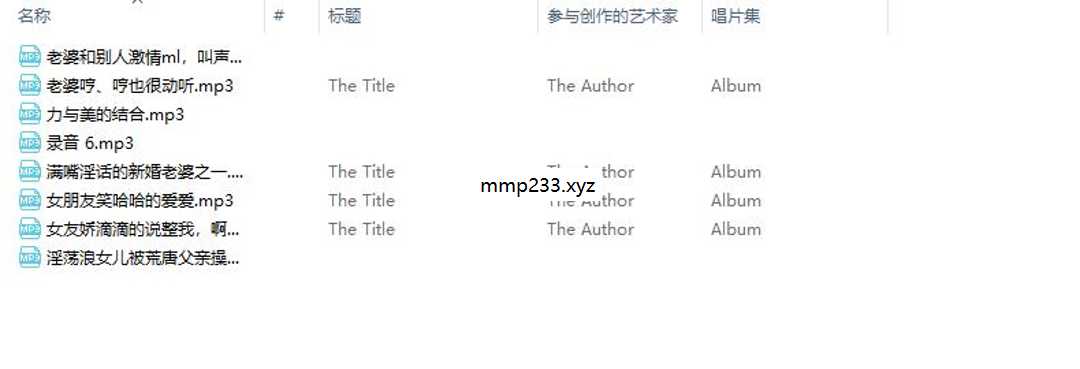 名称 # 标题 参与创作的艺术家 唱片集
老婆和别人激情ml，叫声...
老婆哼、哼也很动听.mp3 The Title The Author Album
力与美的结合.mp3
录音 6.mp3
满嘴淫话的新婚老婆之一.... The Title The Author Album
mmp233.xyz
女朋友笑哈哈的爱爱.mp3 The Title The Author Album
女友娇滴滴的说整我，啊... The Title The Author Album
淫荡浪女儿被荒唐父亲操...